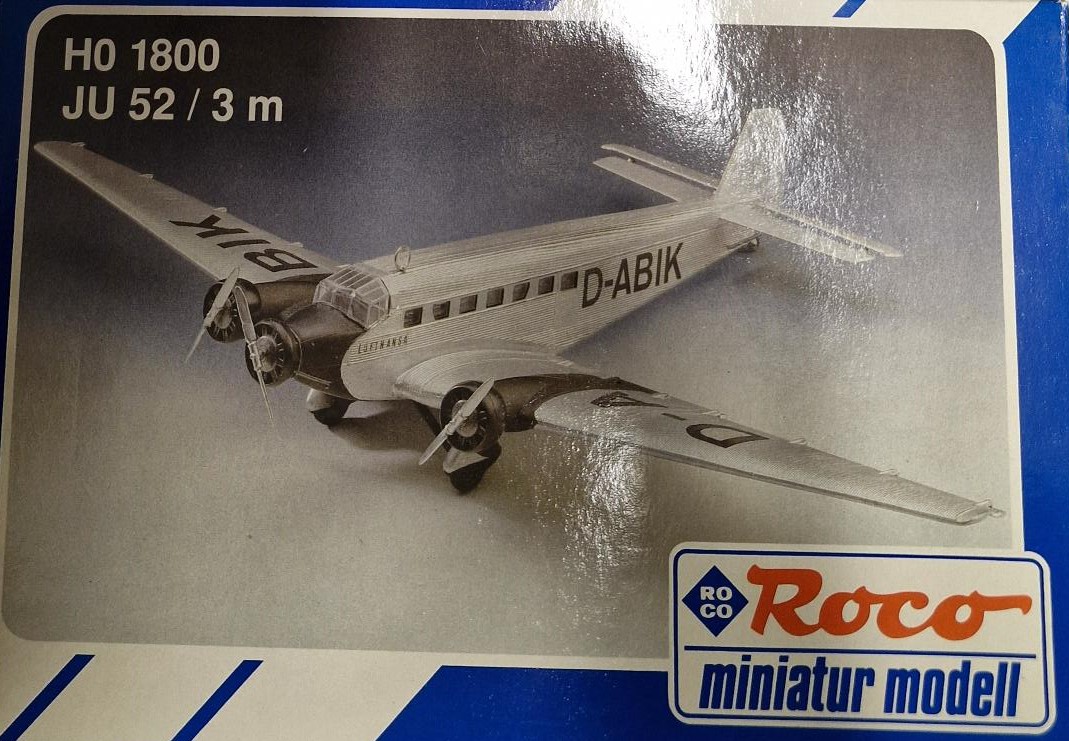 H0 1800
JU 52 / 3 m
BIK
LUFTHANSA
D-ABIK
D-A
RO
CO
Roco
miniatur modell